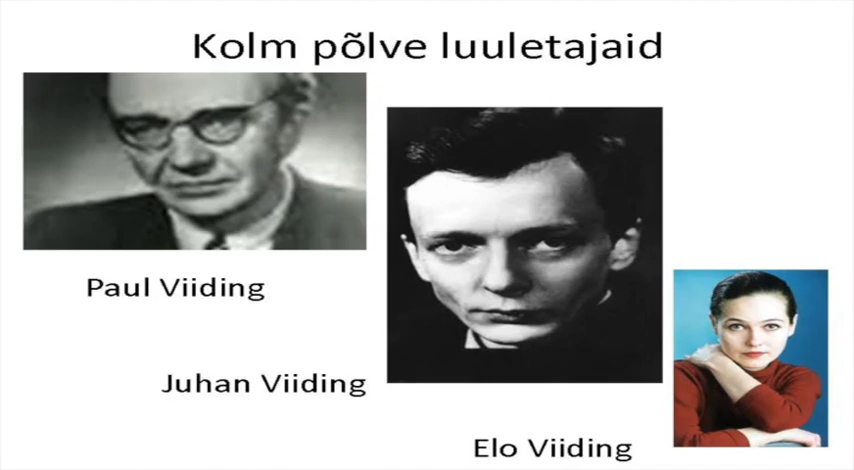 Kolm põlve luuletajaid
Paul Viiding
Juhan Viiding
Elo Viiding